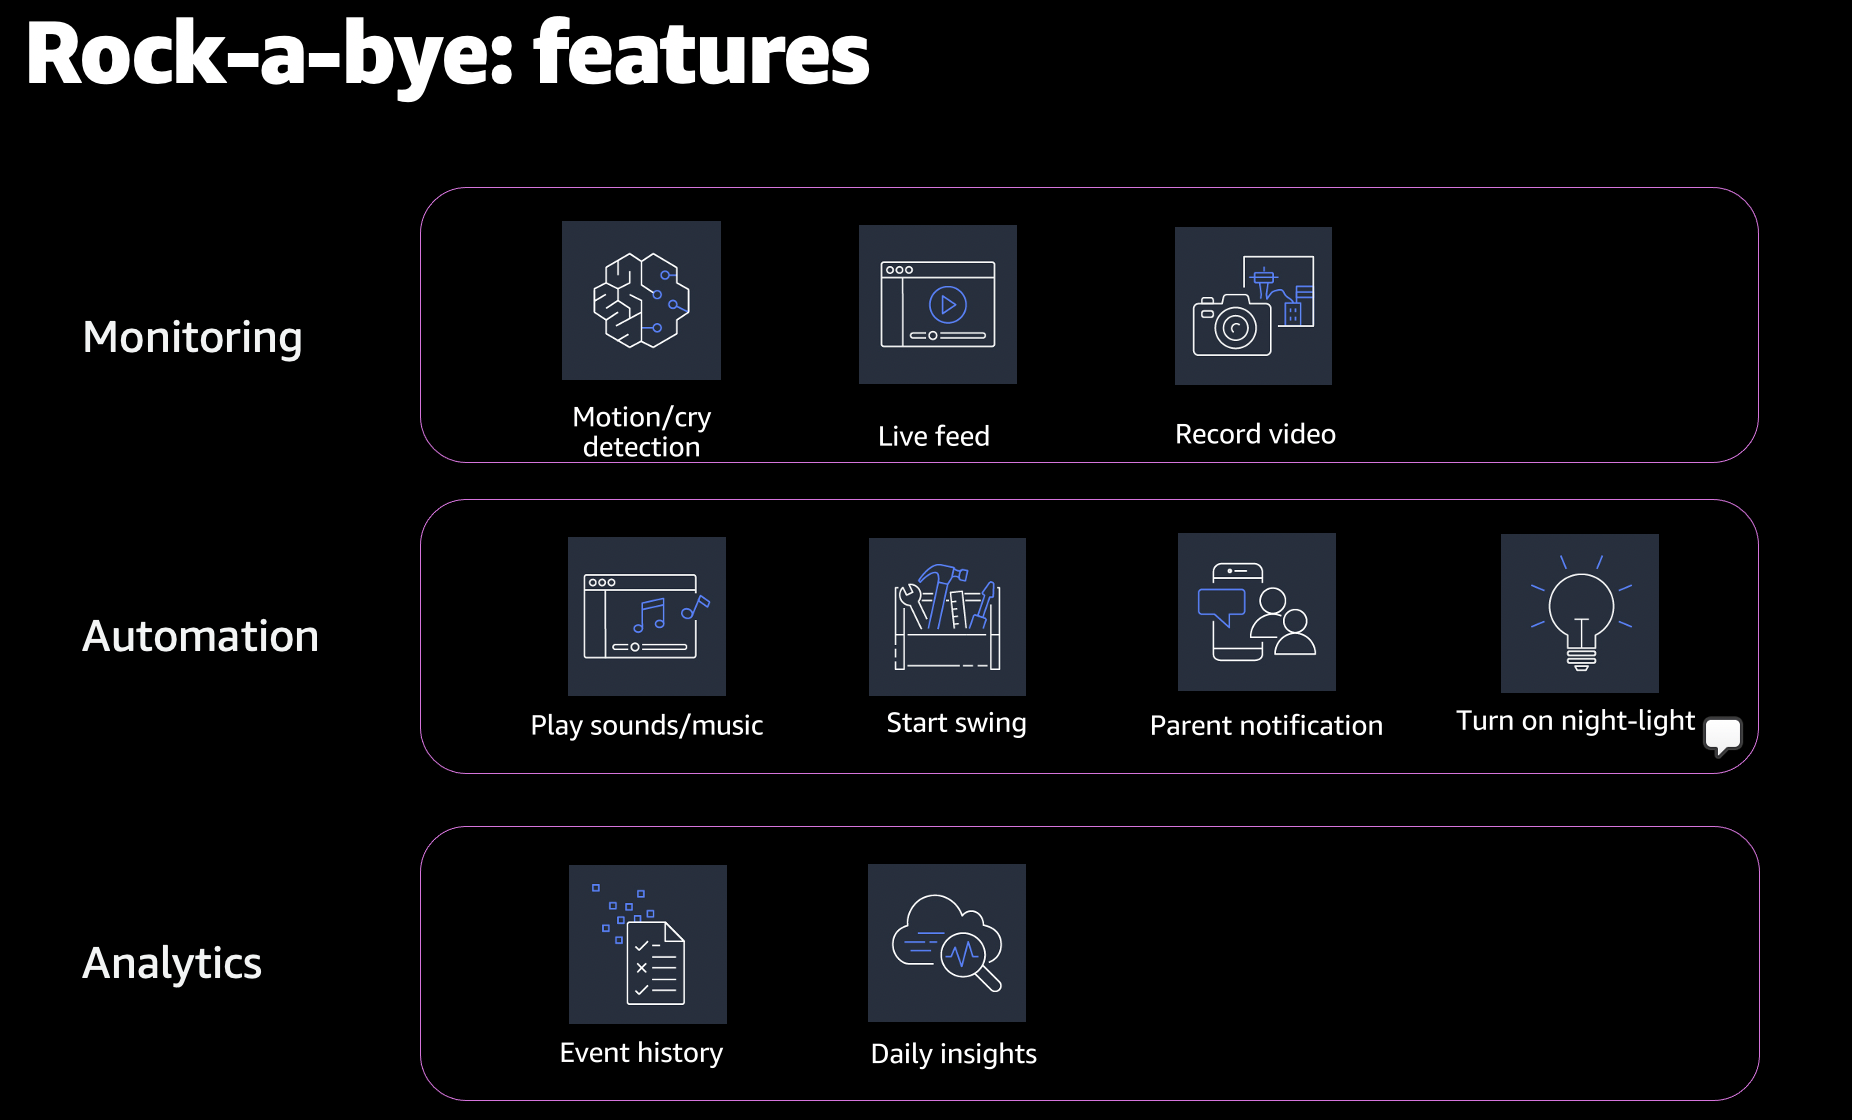 Rock-a-bye: features
Monitoring
Motion/cry
detection
Live feed
Record video
Automation
Play sounds/music
Start swing
Parent notification
Turn on night-light
Analytics
Event history
Daily insights